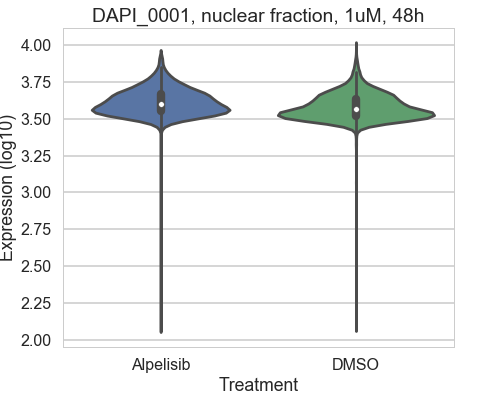 DAPI_0001, nuclear fraction, 1uM, 48h
Expression (log10)
4.00
3.75
3.50
3.25
3.00
2.75
2.50
2.25
2.00
Alpelisib DMSO
Treatment